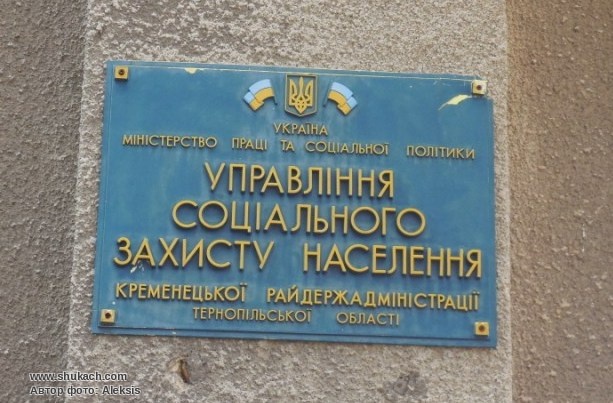 УКРАЇНА
МІНІСТЕРСТВО ПРАЦІ ТА СОЦІАЛЬНОЇ ПОЛІТИКИ
УПРАВЛІННЯ
СОЦІАЛЬНОГО
ЗАХИСТУ НАСЕЛЕННЯ
КРЕМЕНЕЦЬКОЇ РАЙДЕРЖАДМІНІСТРАЦІЇ
ТЕРНОПІЛЬСЬКОЇ ОБЛАСТІ
www.shukach.com
Автор фото: Aleksis